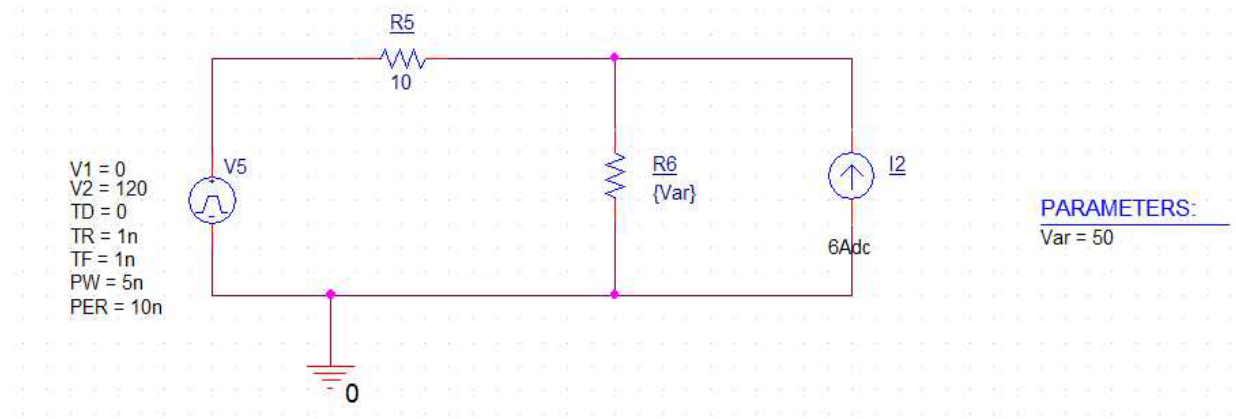 R5
10
V1 = 0
V2 = 120
TD = 0
TR = 1n
TF = 1n
PW = 5n
PER = 10n
V5
R6
{Var}
I2
6Adc
PARAMETERS:
Var = 50
0